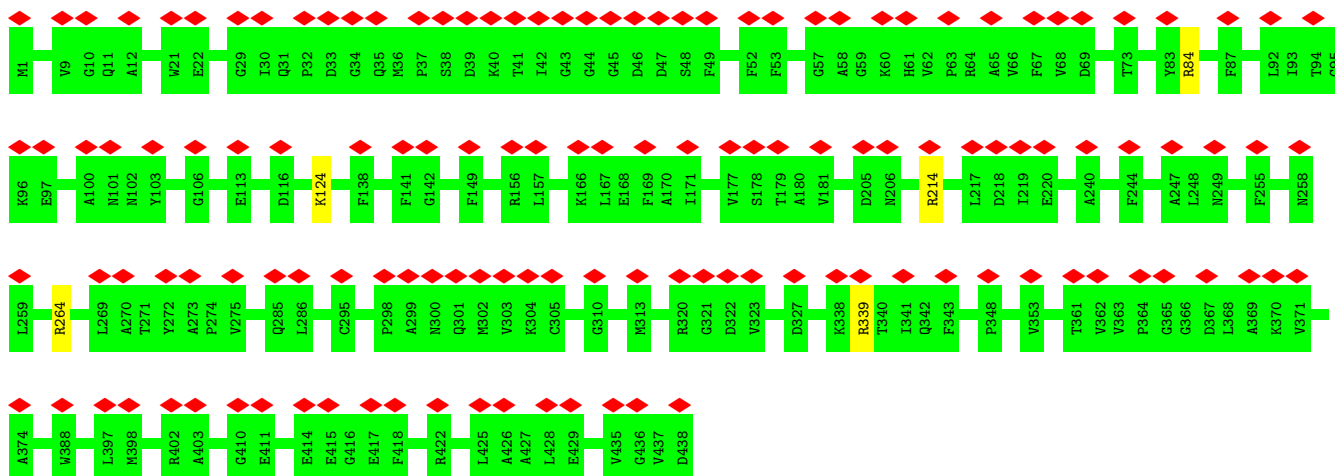 M1 V9 G10 Q11 A12 W21 E22 G29 I30 Q31 P32 D33 G34 Q35 M36 P37 S38 D39 K40 T41 I42 G43 G44 G45 D46 D47 S48 F49 F52 F53 G57 A58 G59 K60 H61 V62 P63 R64 A65 V66 F67 V68 D69 T73 Y83 R84 F87 L92 I93 T94 G95
K96 E97 A100 N101 N102 Y103 G106 E113 D116 K124 F138 F141 G142 F149 R156 L157 K166 L167 E168 F169 A170 I171 V177 S178 T179 A180 V181 D205 N206 R214 L217 D218 I219 E220 A240 F244 A247 L248 N249 F255 N258
L259 R264 L269 A270 T271 Y272 A273 P274 V275 Q285 L286 C295 P298 A299 N300 Q301 M302 V303 K304 C305 G310 M313 R320 G321 D322 V323 D327 K338 R339 T340 I341 Q342 F343 P348 V353 T361 V362 V363 P364 G365 G366 D367 L368 A369 K370 V371
A374 W388 L397 M398 R402 A403 G410 E411 E414 E415 G416 E417 F418 R422 L425 A426 A427 L428 E429 V435 G436 V437 D438